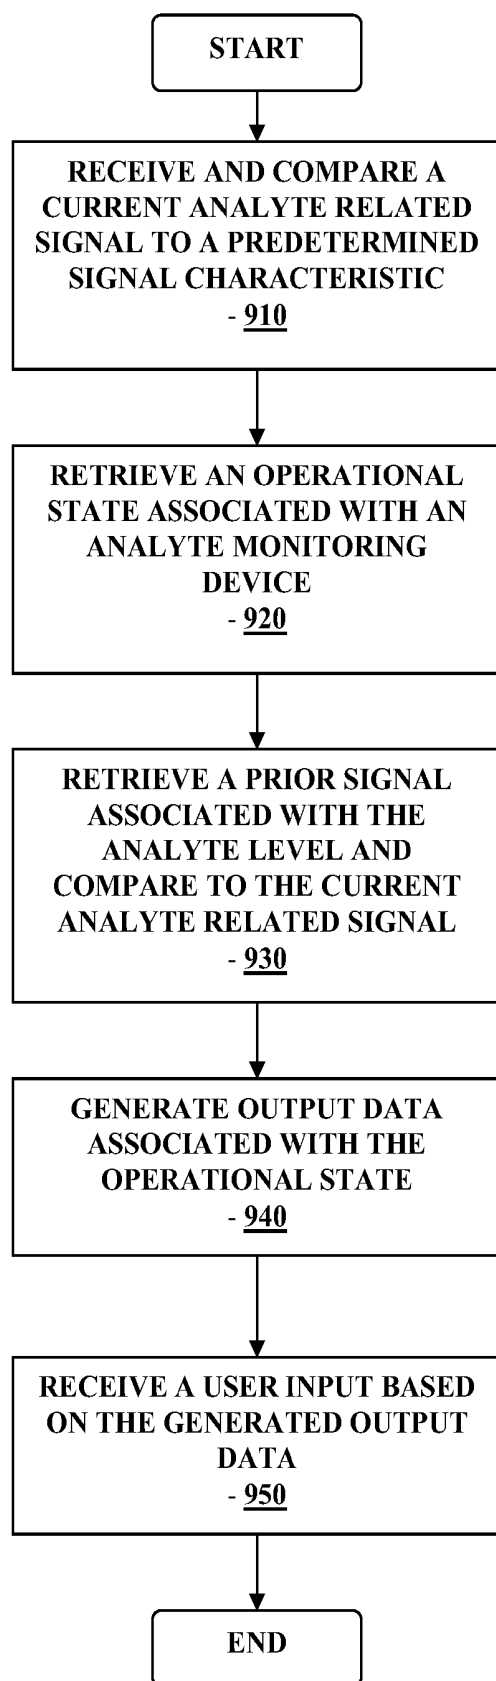 START
RECEIVE AND COMPARE A
CURRENT ANALYTE RELATED
SIGNAL TO A PREDETERMINED
SIGNAL CHARACTERISTIC
- 910
RETRIEVE AN OPERATIONAL
STATE ASSOCIATED WITH AN
ANALYTE MONITORING
DEVICE
- 920
RETRIEVE A PRIOR SIGNAL
ASSOCIATED WITH THE
ANALYTE LEVEL AND
COMPARE TO THE CURRENT
ANALYTE RELATED SIGNAL
- 930
GENERATE OUTPUT DATA
ASSOCIATED WITH THE
OPERATIONAL STATE
- 940
RECEIVE A USER INPUT BASED
ON THE GENERATED OUTPUT
DATA
- 950
END